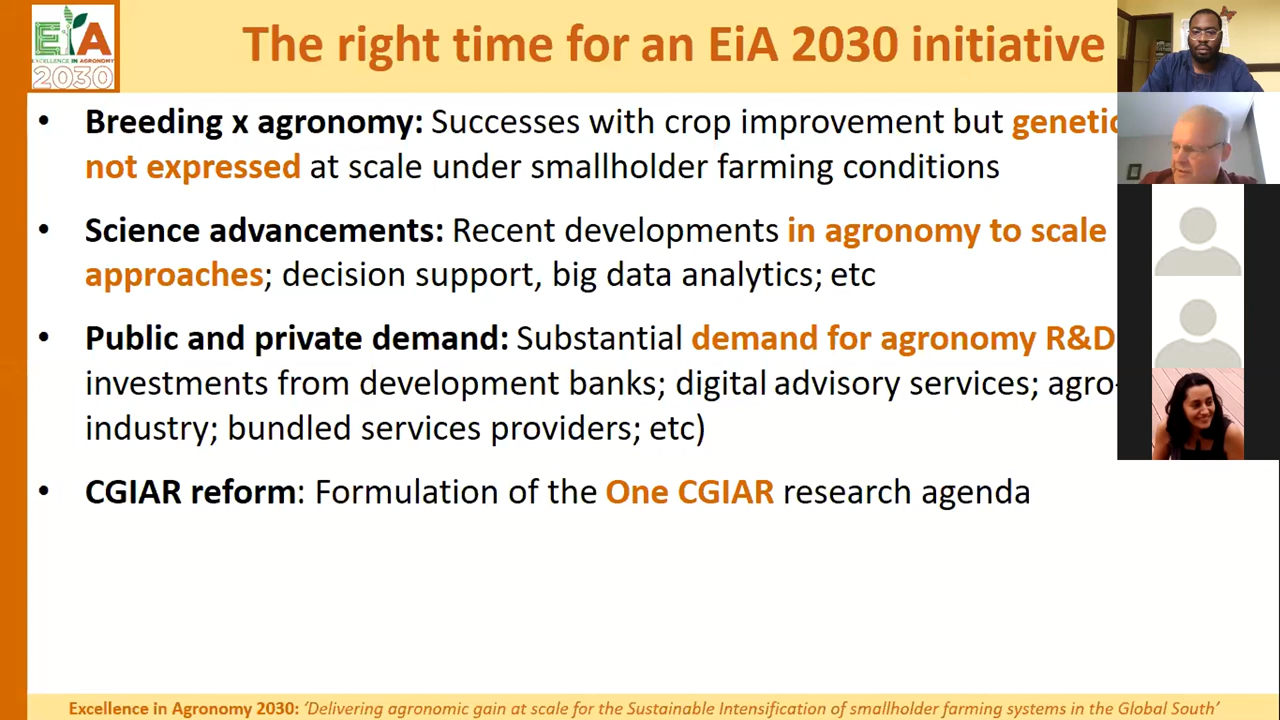 EiA
EXCELLENCE IN AGRONOMY
2030
The right time for an EiA 2030 initiative
• Breeding x agronomy: Successes with crop improvement but genetic
not expressed at scale under smallholder farming conditions
• Science advancements: Recent developments in agronomy to scale
approaches; decision support, big data analytics; etc
• Public and private demand: Substantial demand for agronomy R&D
investments from development banks; digital advisory services; agro-
industry; bundled services providers; etc)
• CGIAR reform: Formulation of the One CGIAR research agenda
Excellence in Agronomy 2030: ‘Delivering agronomic gain at scale for the Sustainable Intensification of smallholder farming systems in the Global South’